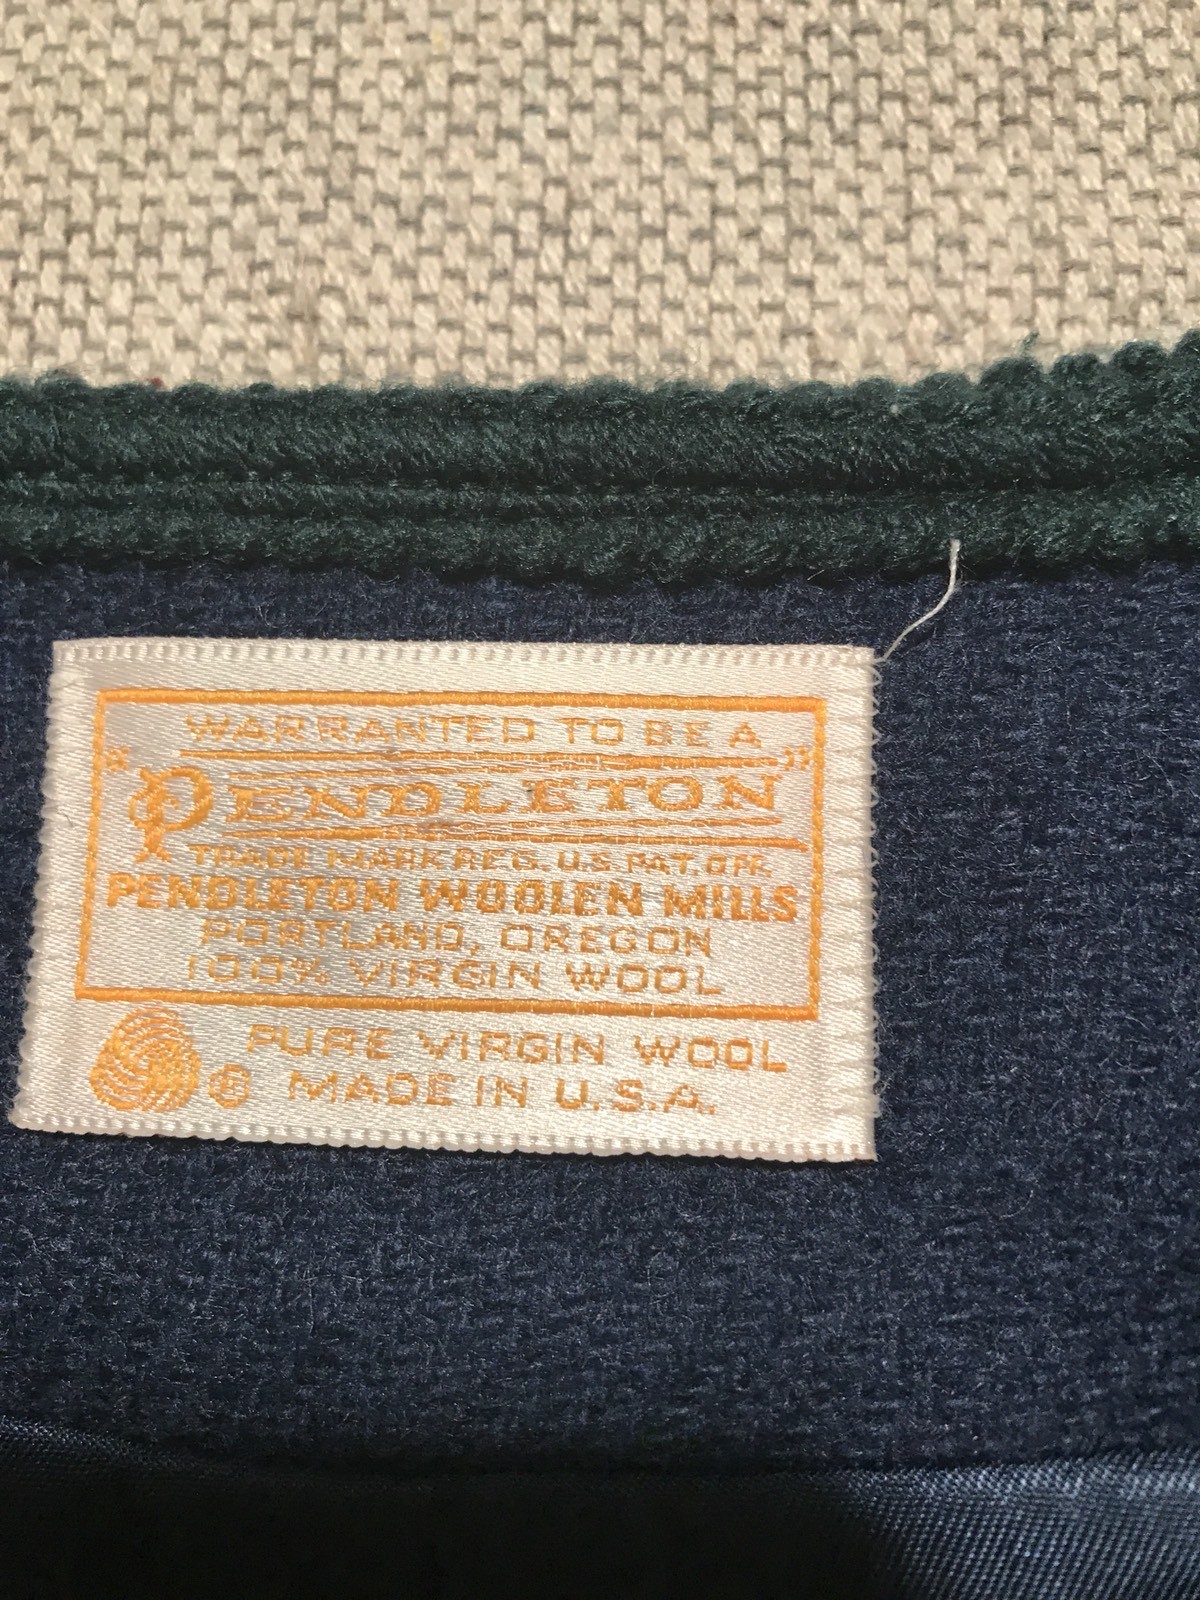 WARRANTED TO BE A
"PENDLETON"
TRADE MARK REG. U.S. PAT. OFF.
PENDLETON WOOLEN MILLS
PORTLAND, OREGON
100% VIRGIN WOOL
PURE VIRGIN WOOL
® MADE IN U.S.A.